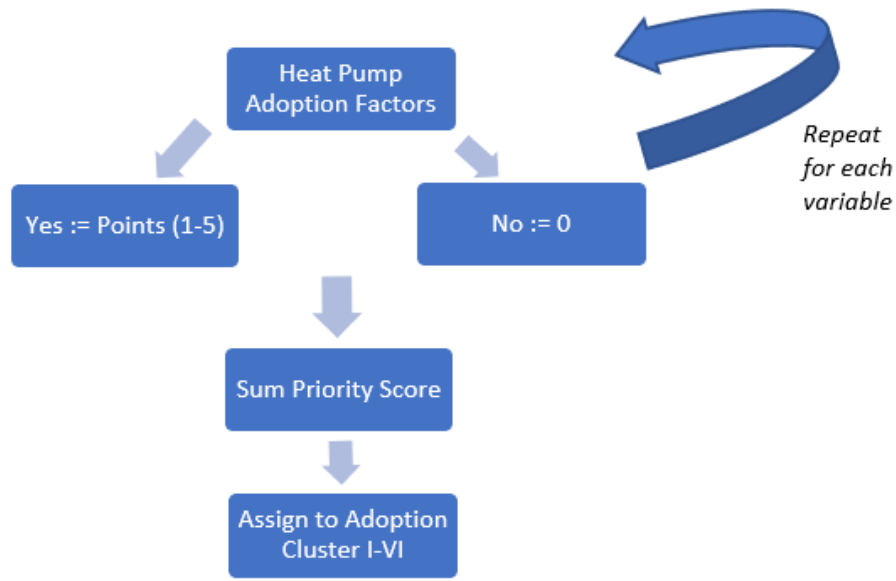 Heat Pump
Adoption Factors
Repeat
for each
variable
Yes := Points (1-5)
No := 0
Sum Priority Score
Assign to Adoption
Cluster I-VI